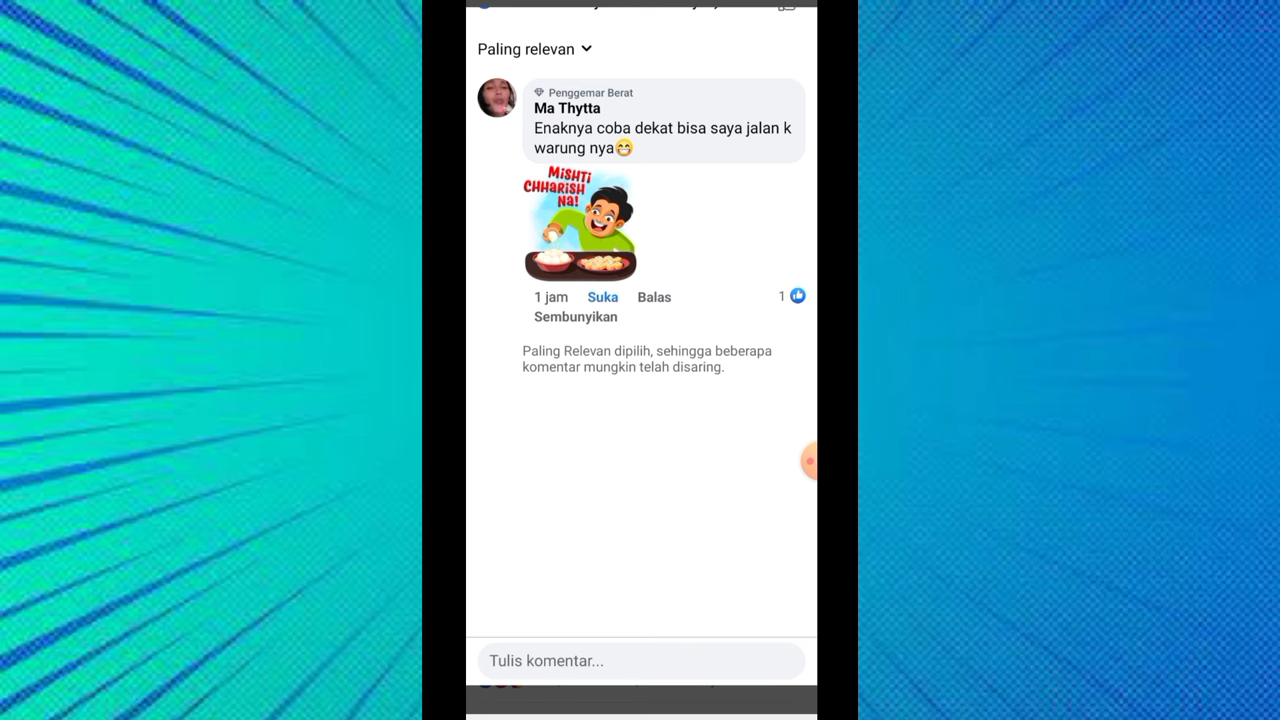 Paling relevan
Penggemar Berat
Ma Thytta
Enaknya coba dekat bisa saya jalan k
warung nya😁
MiSHTi
CHHARiSH
NA!
1 jam Suka Balas 1
Sembunyikan
Paling Relevan dipilih, sehingga beberapa
komentar mungkin telah disaring.
Tulis komentar...